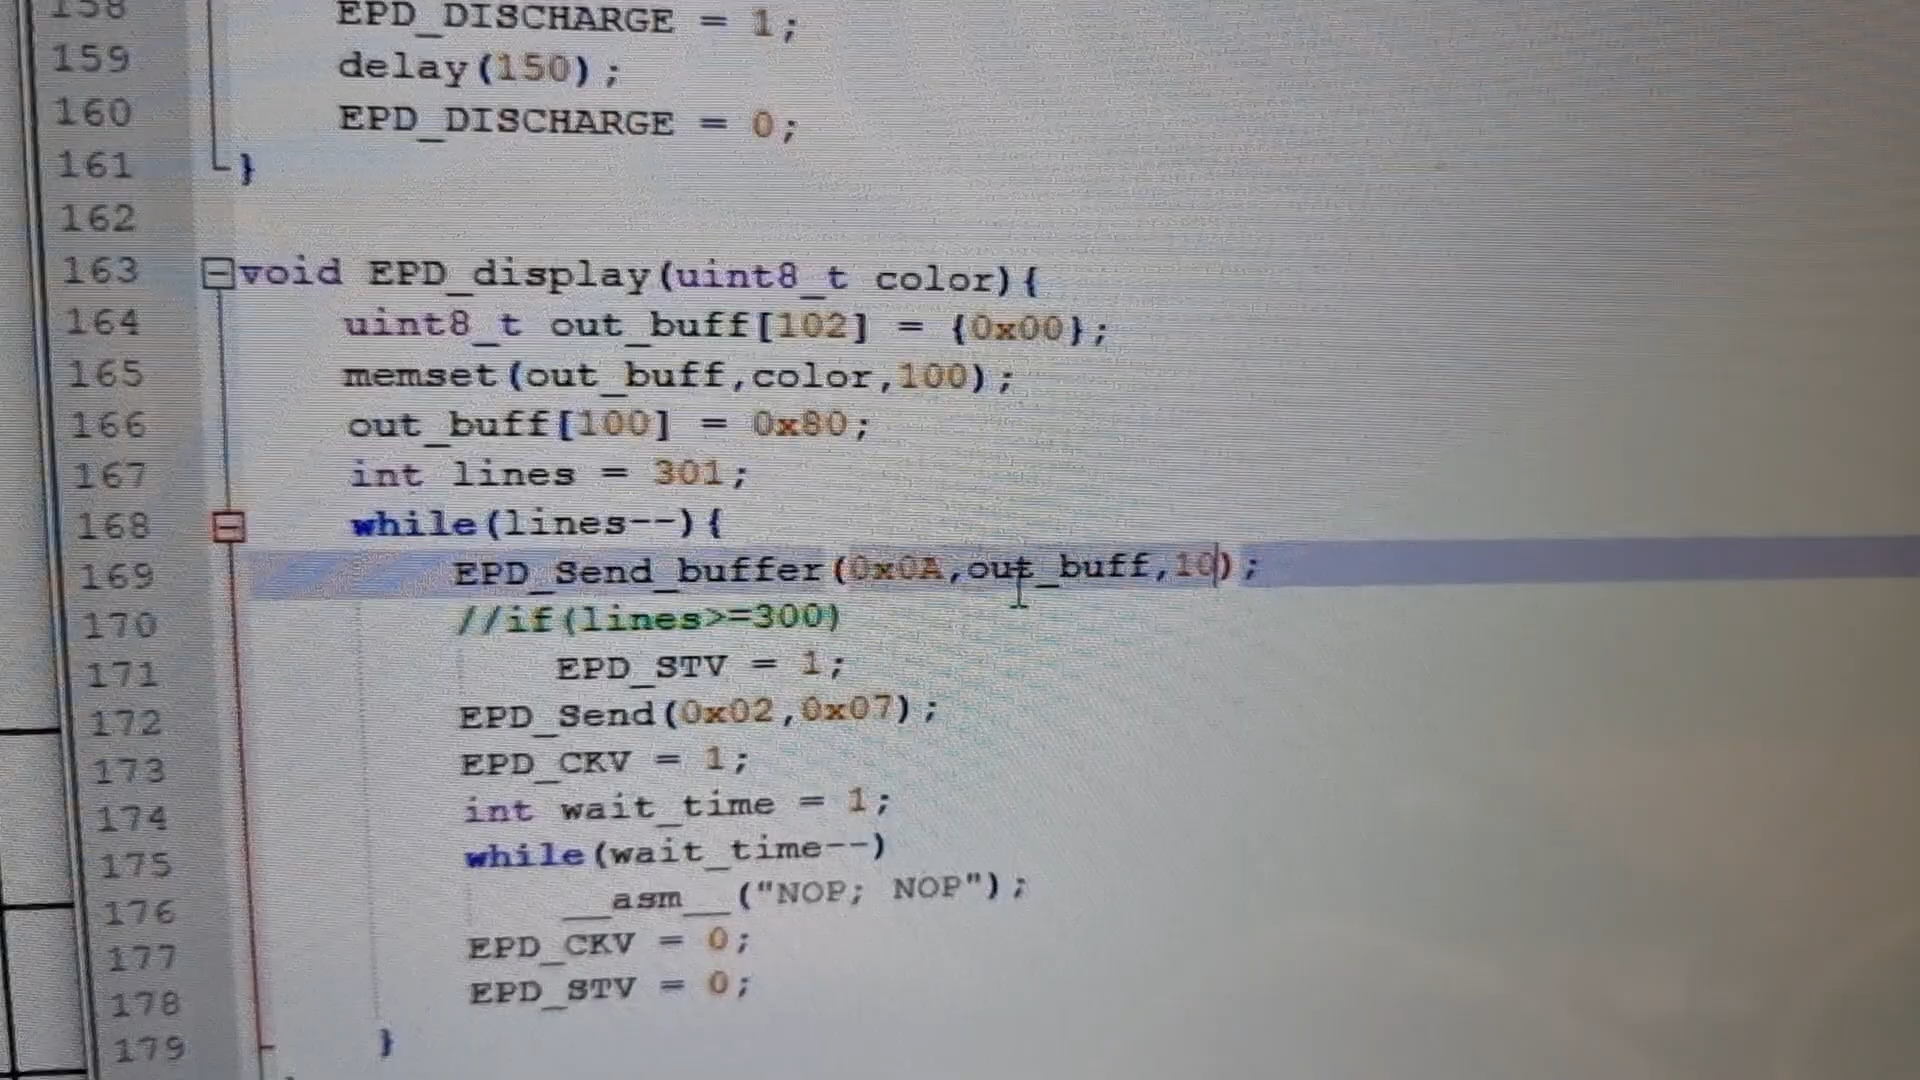 158 EPD_DISCHARGE = 1;
159 delay(150);
160 EPD_DISCHARGE = 0;
161 }
162
163 void EPD_display(uint8_t color){
164 uint8_t out_buff[102] = {0x00};
165 memset(out_buff,color,100);
166 out_buff[100] = 0x80;
167 int lines = 301;
168 while(lines--){
169 EPD_Send_buffer(0x0A,out_buff,10);
170 //if(lines>=300)
171 EPD_STV = 1;
172 EPD_Send(0x02,0x07);
173 EPD_CKV = 1;
174 int wait_time = 1;
175 while(wait_time--)
176 __asm__("NOP; NOP");
177 EPD_CKV = 0;
178 EPD_STV = 0;
179 }